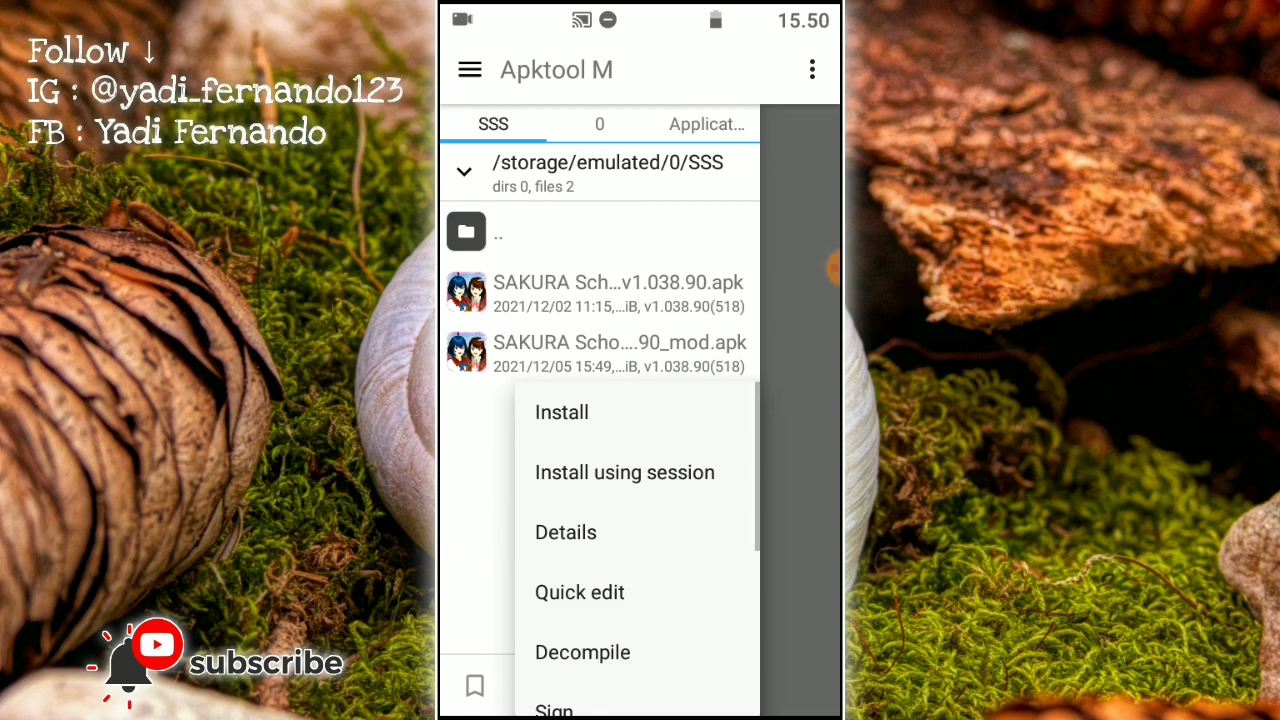 Follow ↓
IG : @yadi_fernando123
FB : Yadi Fernando
15.50
Apktool M
SSS
0
Applicat...
/storage/emulated/0/SSS
dirs 0, files 2
..
SAKURA Sch...v1.038.90.apk
2021/12/02 11:15,...iB, v1.038.90(518)
SAKURA Scho....90_mod.apk
2021/12/05 15:49,...iB, v1.038.90(518)
Install
Install using session
Details
Quick edit
Decompile
Sign
subscribe